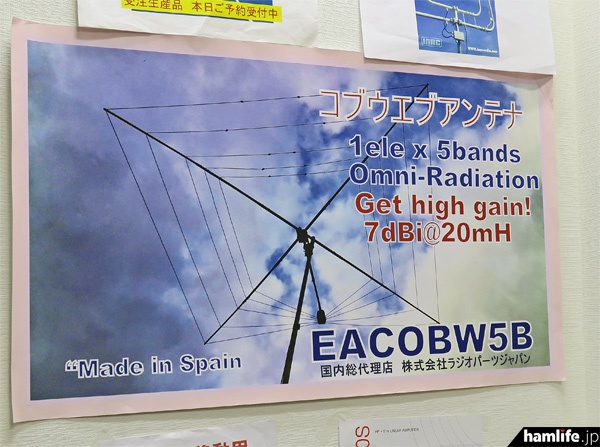 受注生産品 本日ご予約受付中
コブウエブアンテナ
1ele x 5bands
Omni-Radiation
Get high gain!
7dBi@20mH
EACOBW5B
"Made in Spain
国内総代理店 株式会社ラジオパーツジャパン
hamlife.jp